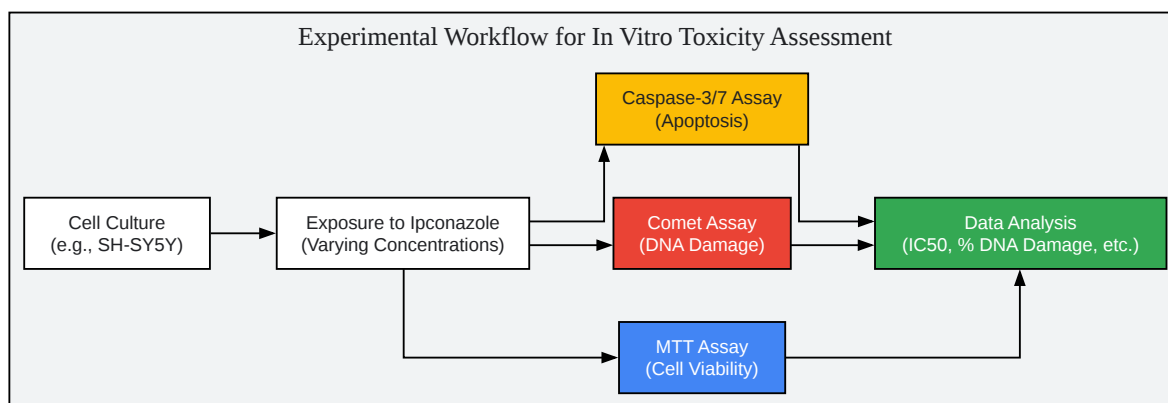 Experimental Workflow for In Vitro Toxicity Assessment
Caspase-3/7 Assay
(Apoptosis)
Cell Culture
(e.g., SH-SY5Y)
Exposure to Ipconazole
(Varying Concentrations)
Comet Assay
(DNA Damage)
Data Analysis
(IC50, % DNA Damage, etc.)
MTT Assay
(Cell Viability)